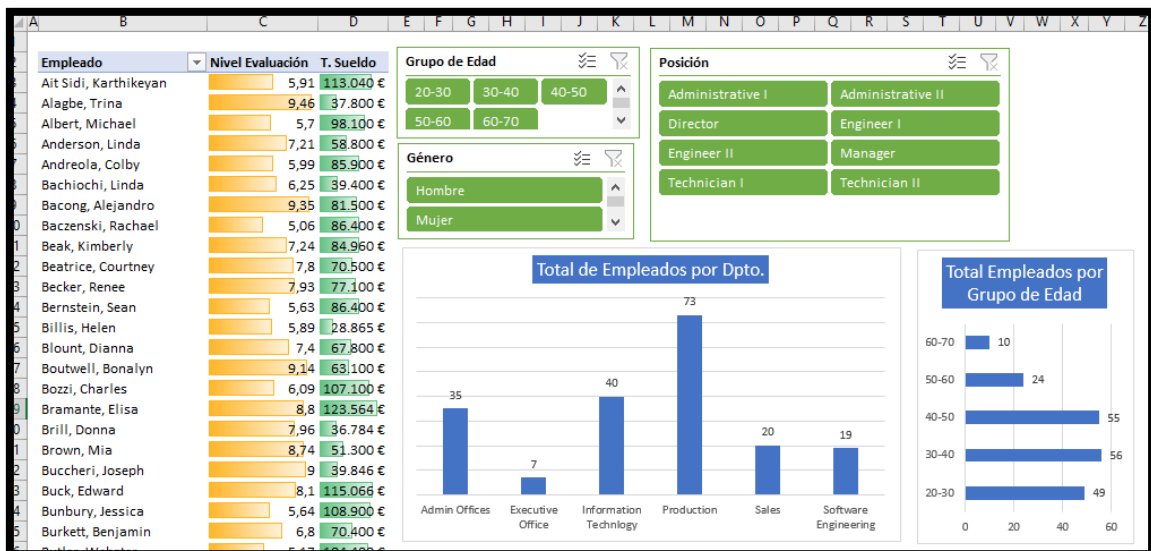 A B C D E F G H I J K L M N O P Q R S T U V W X Y Z
Empleado Nivel Evaluación T. Sueldo
Ait Sidi, Karthikeyan 5,91 113.040 €
Alagbe, Trina 9,46 37.800 €
Albert, Michael 5,7 98.100 €
Anderson, Linda 7,21 58.800 €
Andreola, Colby 5,99 85.900 €
Bachiochi, Linda 6,25 39.400 €
Bacong, Alejandro 9,35 81.500 €
Baczenski, Rachael 5,06 86.400 €
Beak, Kimberly 7,24 84.960 €
Beatrice, Courtney 7,8 70.500 €
Becker, Renee 7,93 77.100 €
Bernstein, Sean 5,63 86.400 €
Billis, Helen 5,89 28.865 €
Blount, Dianna 7,4 67.800 €
Boutwell, Bonalyn 9,14 63.100 €
Bozzi, Charles 6,09 107.100 €
Bramante, Elisa 8,8 123.564 €
Brill, Donna 7,96 36.784 €
Brown, Mia 8,74 51.300 €
Buccheri, Joseph 9 39.846 €
Buck, Edward 8,1 115.066 €
Bunbury, Jessica 5,64 108.900 €
Burkett, Benjamin 6,8 70.400 €
Grupo de Edad
20-30 30-40 40-50
50-60 60-70
Género
Hombre
Mujer
Posición
Administrative I Administrative II
Director Engineer I
Engineer II Manager
Technician I Technician II
Total de Empleados por Dpto.
73
40
35
20
19
7
Admin Offices Executive Information Production Sales Software
Office Technlogy Engineering
Total Empleados por
Grupo de Edad
60-70 10
50-60 24
40-50 55
30-40 56
20-30 49
0 20 40 60